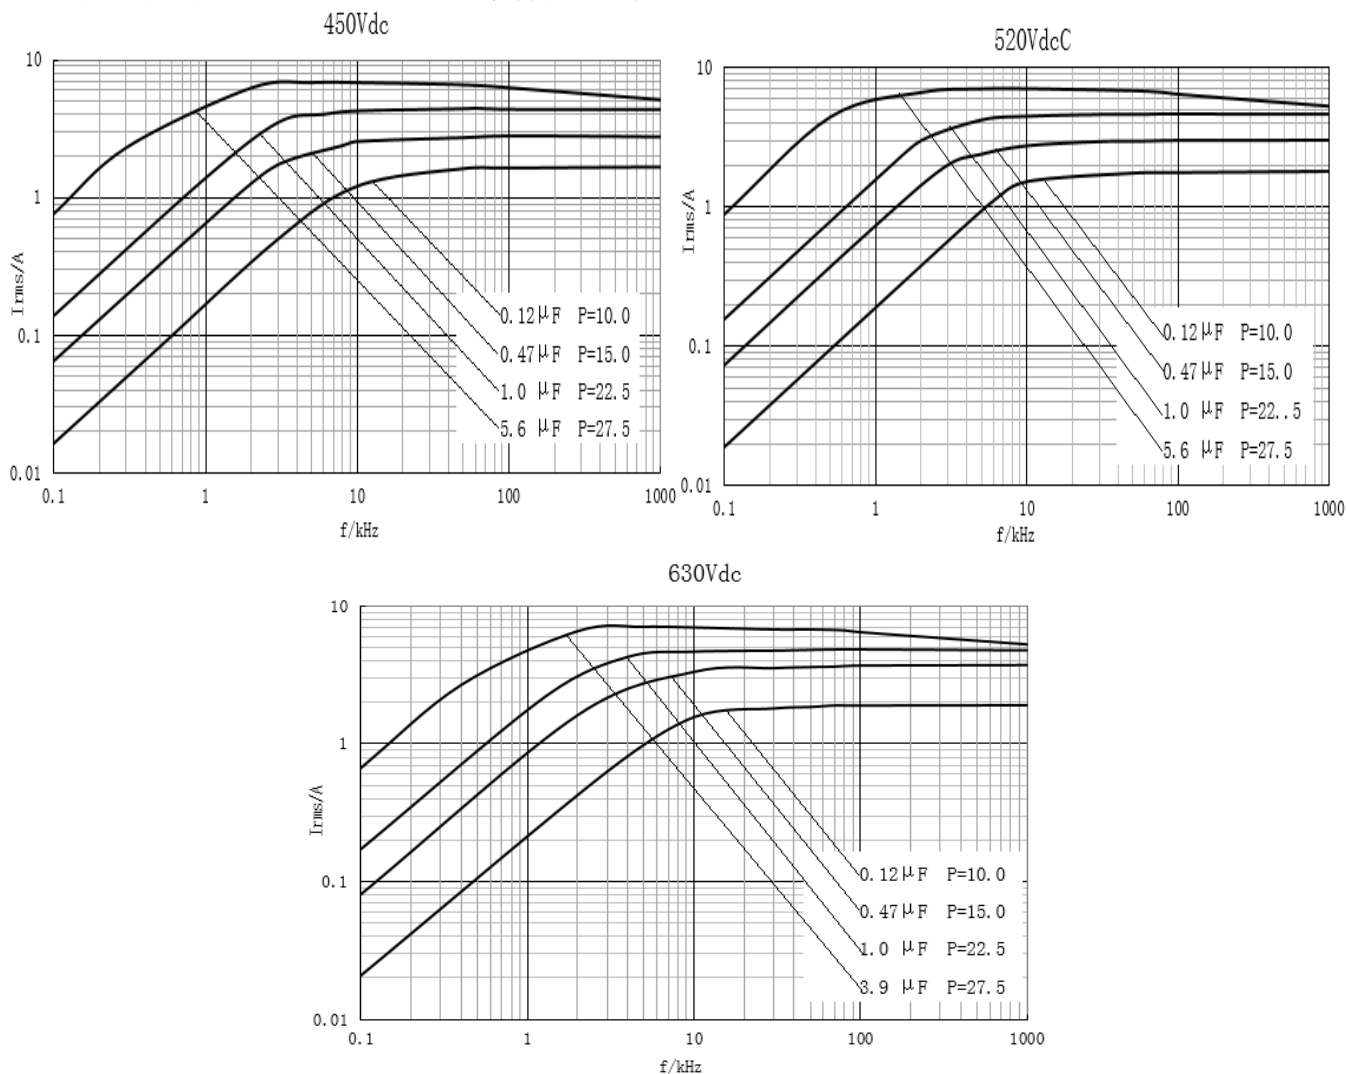 450Vdc
10
1
0.1
0.01
Irms/A
0.12μF P=10.0
0.47μF P=15.0
1.0 μF P=22.5
5.6 μF P=27.5
0.1 1 10 100 1000
f/kHz
520VdcC
10
1
0.1
0.01
Irms/A
0.12μF P=10.0
0.47μF P=15.0
1.0 μF P=22..5
5.6 μF P=27.5
0.1 1 10 100 1000
f/kHz
630Vdc
10
1
0.1
0.01
Irms/A
0.12μF P=10.0
0.47μF P=15.0
1.0 μF P=22.5
3.9 μF P=27.5
0.1 1 10 100 1000
f/kHz